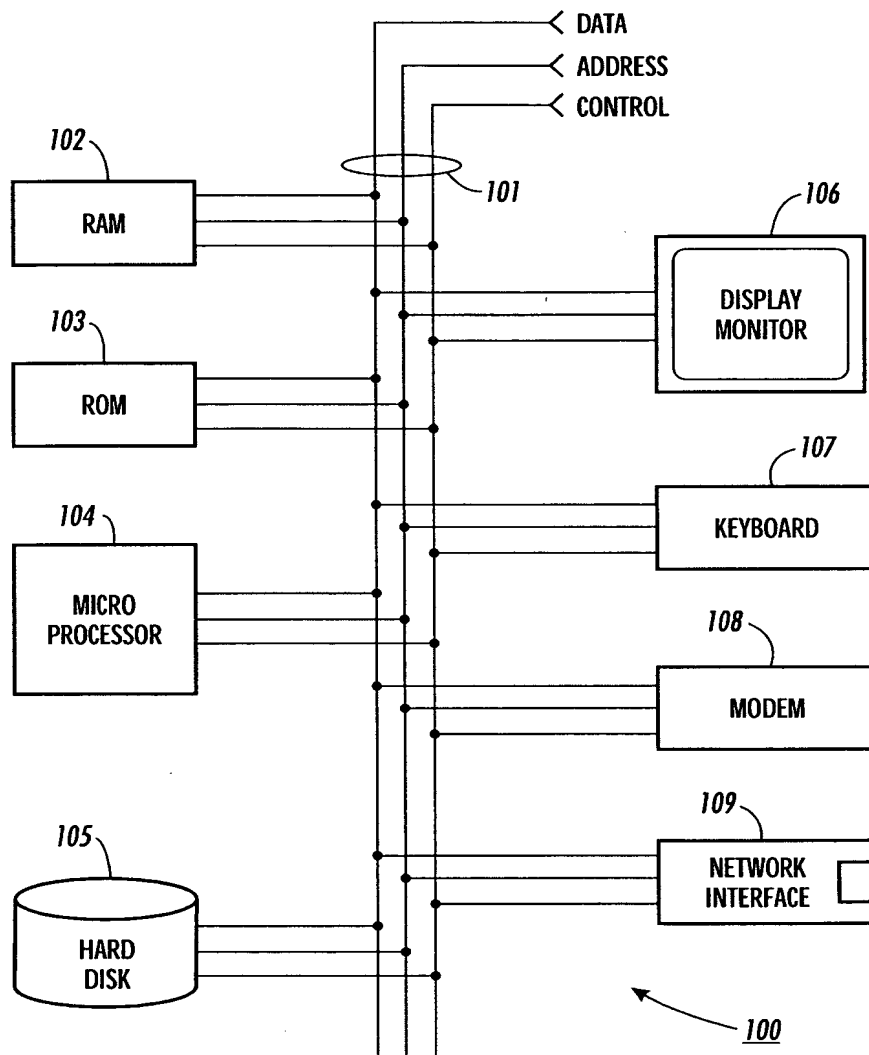 DATA
ADDRESS
CONTROL
102
101
RAM
106
DISPLAY
MONITOR
103
ROM
107
KEYBOARD
104
MICRO
PROCESSOR
108
MODEM
109
NETWORK
INTERFACE
105
HARD
DISK
100